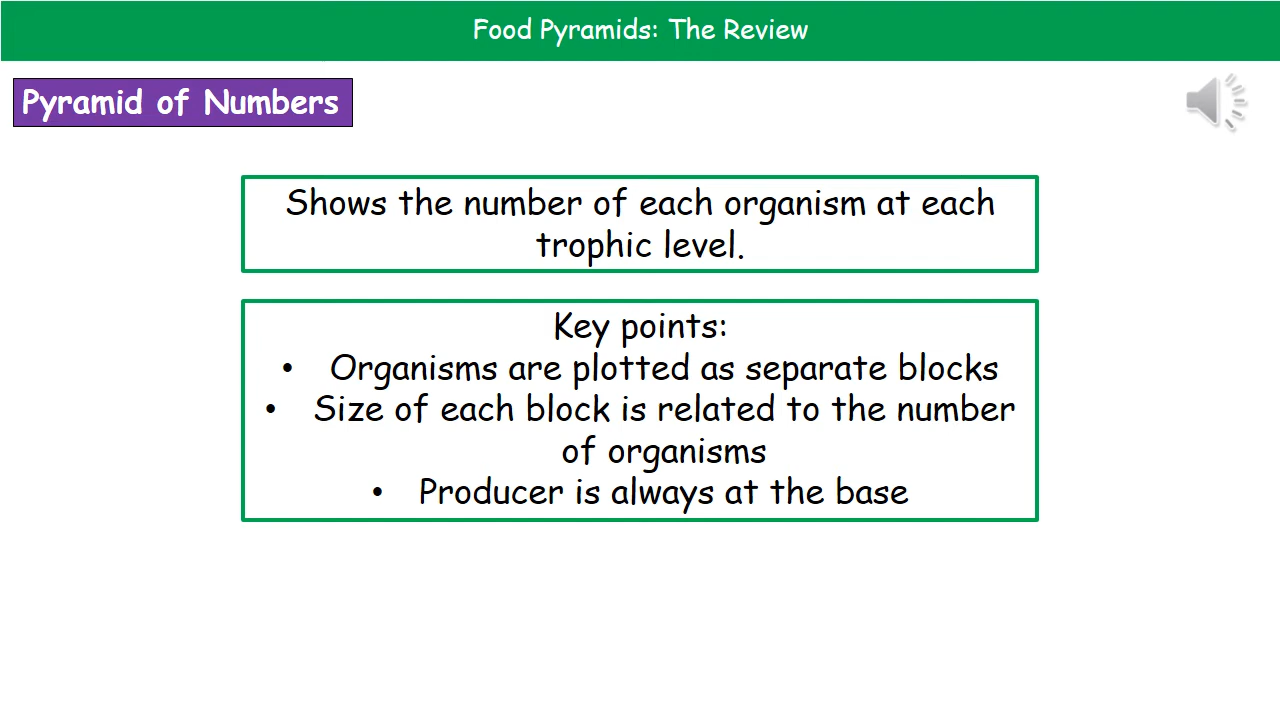 Food Pyramids: The Review
Pyramid of Numbers
Shows the number of each organism at each
trophic level.
Key points:
• Organisms are plotted as separate blocks
• Size of each block is related to the number
of organisms
• Producer is always at the base